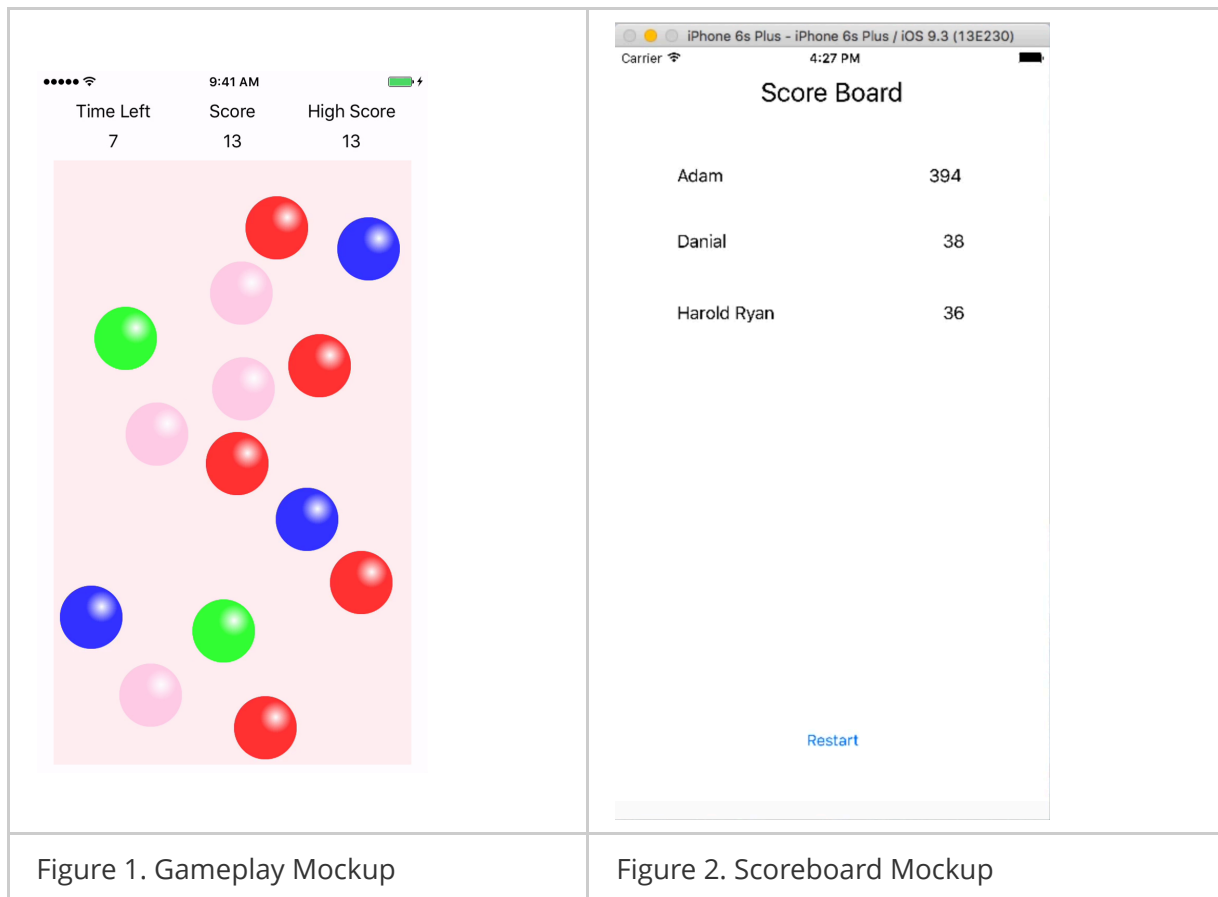 9:41 AM
Time Left Score High Score
7 13 13
Figure 1. Gameplay Mockup
iPhone 6s Plus - iPhone 6s Plus / iOS 9.3 (13E230)
Carrier 4:27 PM
Score Board
Adam 394
Danial 38
Harold Ryan 36
Restart
Figure 2. Scoreboard Mockup